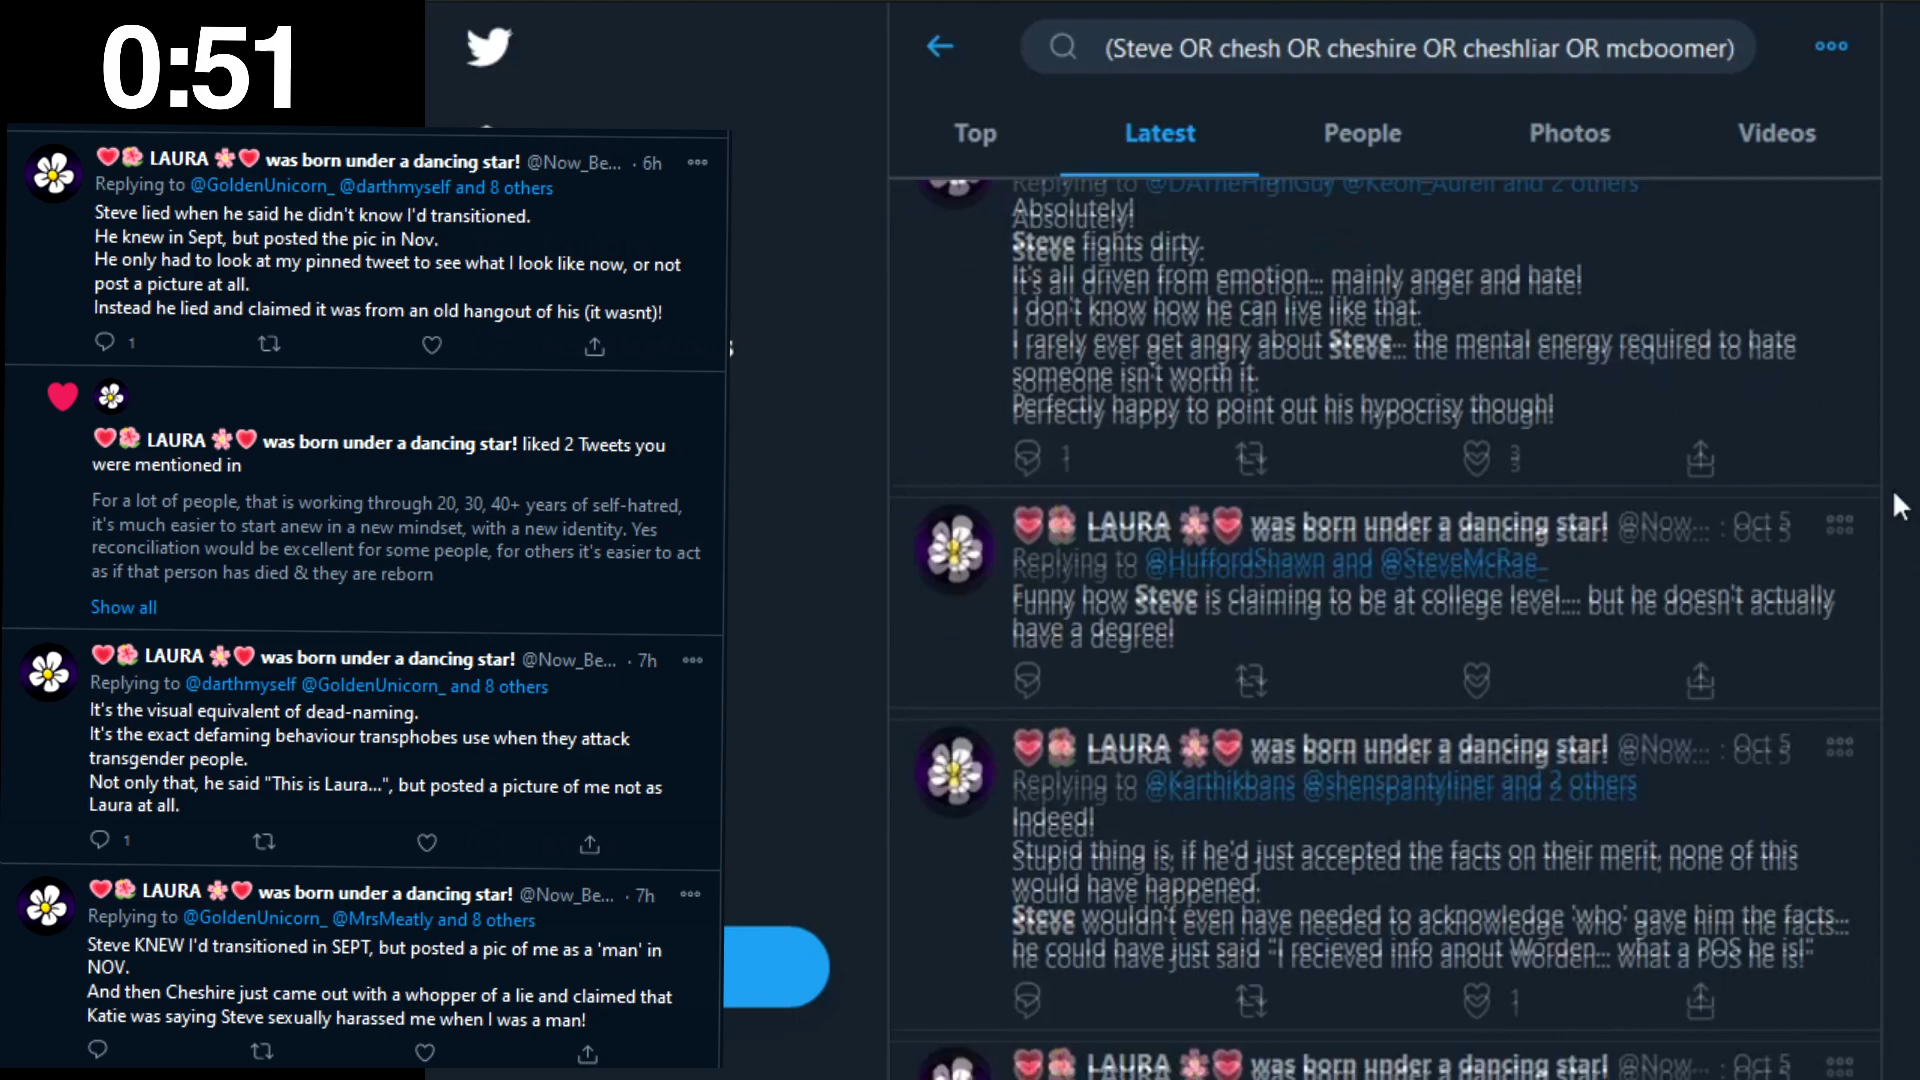 0:51
LAURA was born under a dancing star! @Now_Be... · 6h
Replying to @GoldenUnicorn_ @darthmyself and 8 others
Steve lied when he said he didn't know I'd transitioned.
He knew in Sept, but posted the pic in Nov.
He only had to look at my pinned tweet to see what I look like now, or not
post a picture at all.
Instead he lied and claimed it was from an old hangout of his (it wasnt)!
1
LAURA was born under a dancing star! liked 2 Tweets you
were mentioned in
For a lot of people, that is working through 20, 30, 40+ years of self-hatred,
it's much easier to start anew in a new mindset, with a new identity. Yes
reconciliation would be excellent for some people, for others it's easier to act
as if that person has died & they are reborn
Show all
LAURA was born under a dancing star! @Now_Be... · 7h
Replying to @darthmyself @GoldenUnicorn_ and 8 others
It's the visual equivalent of dead-naming.
It's the exact defaming behaviour transphobes use when they attack
transgender people.
Not only that, he said "This is Laura...", but posted a picture of me not as
Laura at all.
1
LAURA was born under a dancing star! @Now_Be... · 7h
Replying to @GoldenUnicorn_ @MrsMeatly and 8 others
Steve KNEW I'd transitioned in SEPT, but posted a pic of me as a 'man' in
NOV.
And then Cheshire just came out with a whopper of a lie and claimed that
Katie was saying Steve sexually harassed me when I was a man!
s
(Steve OR chesh OR cheshire OR cheshliar OR mcboomer)
Top Latest People Photos Videos
Replying to @DATheHighGuy @Keon_Aurell and 2 others
Absolutely!
Steve fights dirty.
It's all driven from emotion... mainly anger and hate!
I don't know how he can live like that.
I rarely ever get angry about Steve... the mental energy required to hate
someone isn't worth it.
Perfectly happy to point out his hypocrisy though!
1 3
LAURA was born under a dancing star! @Now... · Oct 5
Replying to @HuffordShawn and @SteveMcRae_
Funny how Steve is claiming to be at college level.... but he doesn't actually
have a degree!
LAURA was born under a dancing star! @Now... · Oct 5
Replying to @Karthikbans @shenspantyliner and 2 others
Indeed!
Stupid thing is, if he'd just accepted the facts on their merit, none of this
would have happened.
Steve wouldn't even have needed to acknowledge 'who' gave him the facts...
he could have just said "I recieved info anout Worden... what a POS he is!"
1
LAURA was born under a dancing star! @Now... · Oct 5